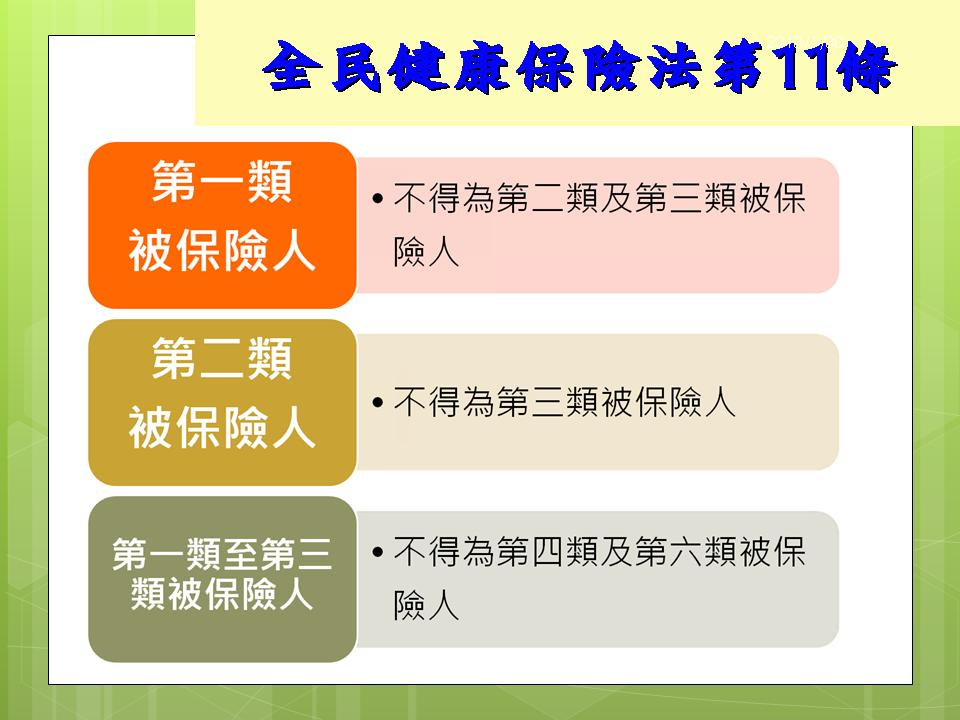 全民健康保險法第11條
第一類
被保險人
•不得為第二類及第三類被保
險人
第二類
被保險人
•不得為第三類被保險人
第一類至第三
類被保險人
•不得為第四類及第六類被保
險人